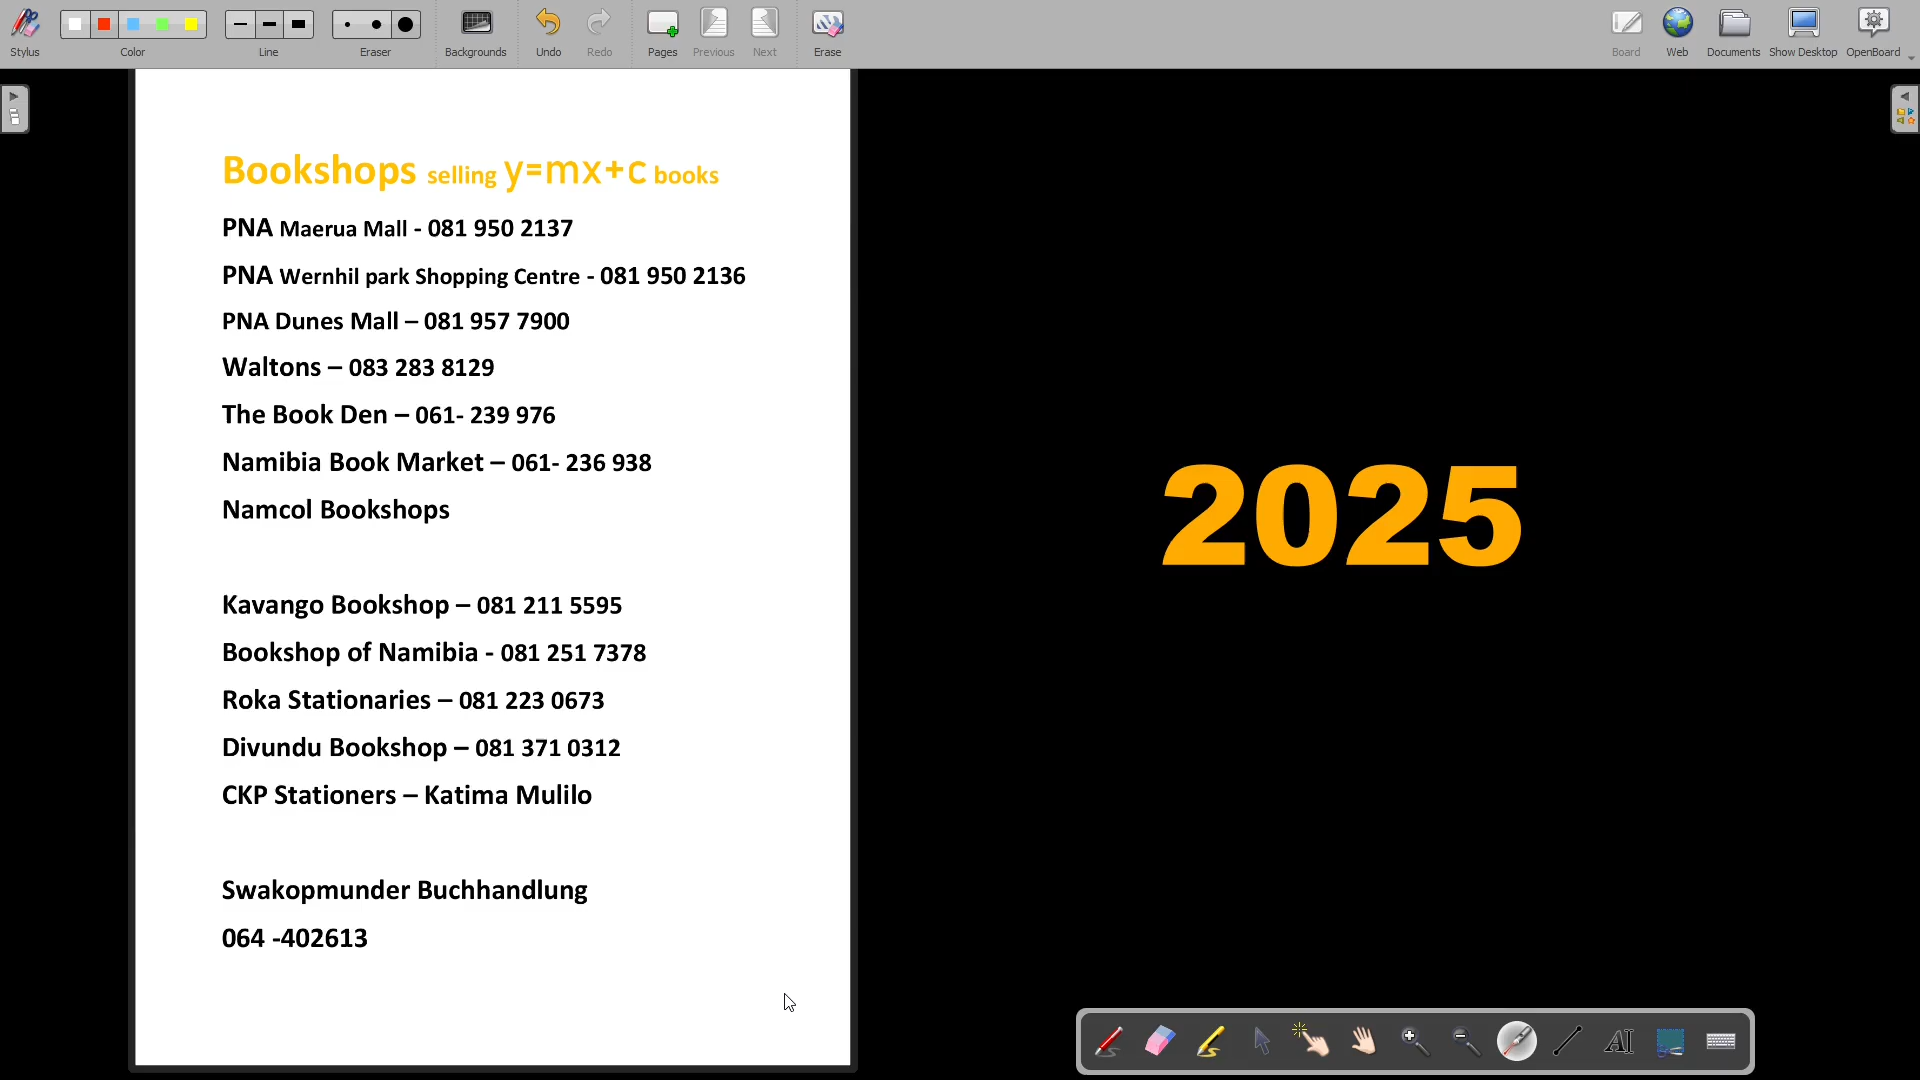 Stylus
Color
Line
Eraser
Backgrounds
Undo
Redo
Pages
Previous
Next
Erase
Board
Web
Documents
Show Desktop
OpenBoard
Bookshops selling y=mx+c books
PNA Maerua Mall - 081 950 2137
PNA Wernhil park Shopping Centre - 081 950 2136
PNA Dunes Mall – 081 957 7900
Waltons – 083 283 8129
The Book Den – 061- 239 976
Namibia Book Market – 061- 236 938
Namcol Bookshops
Kavango Bookshop – 081 211 5595
Bookshop of Namibia - 081 251 7378
Roka Stationaries – 081 223 0673
Divundu Bookshop – 081 371 0312
CKP Stationers – Katima Mulilo
Swakopmunder Buchhandlung
064 -402613
2025
AI